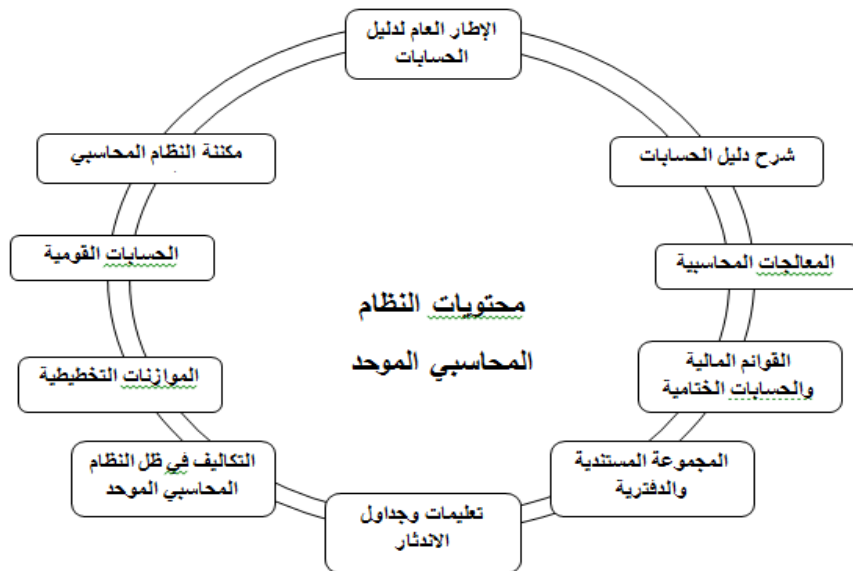 الإطار العام لدليل
الحسابات
شرح دليل الحسابات
المعالجات المحاسبية
القوائم المالية
والحسابات الختامية
المجموعة المستندية
والدفترية
تعليمات وجداول
الاندثار
التكاليف في ظل النظام
المحاسبي الموحد
الموازنات التخطيطية
الحسابات القومية
مكننة النظام المحاسبي
محتويات النظام
المحاسبي الموحد